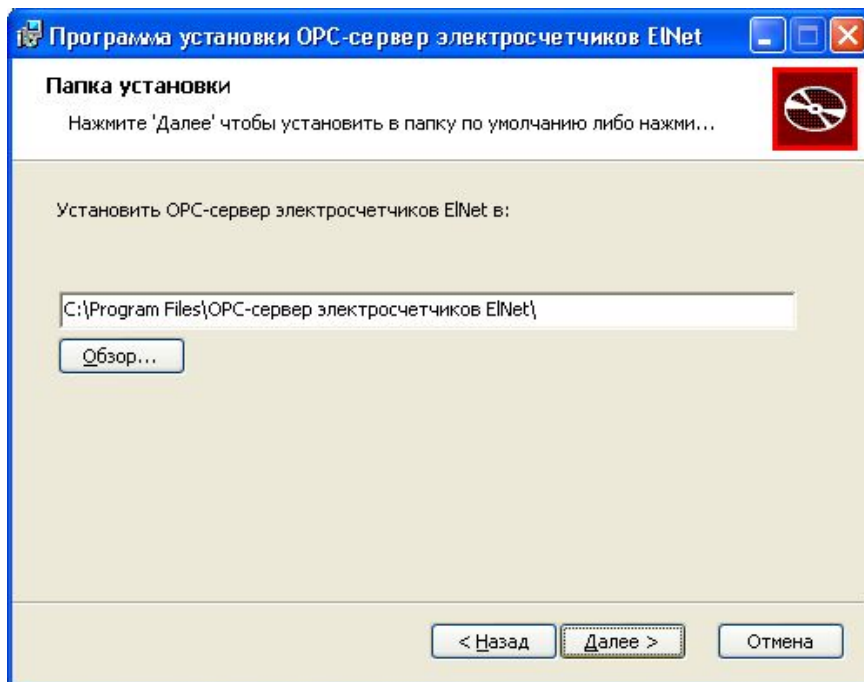 Программа установки OPC-сервер электросчетчиков ElNet
Папка установки
Нажмите 'Далее' чтобы установить в папку по умолчанию либо нажми...
Установить OPC-сервер электросчетчиков ElNet в:
C:\Program Files\OPC-сервер электросчетчиков ElNet\
Обзор...
< Назад
Далее >
Отмена